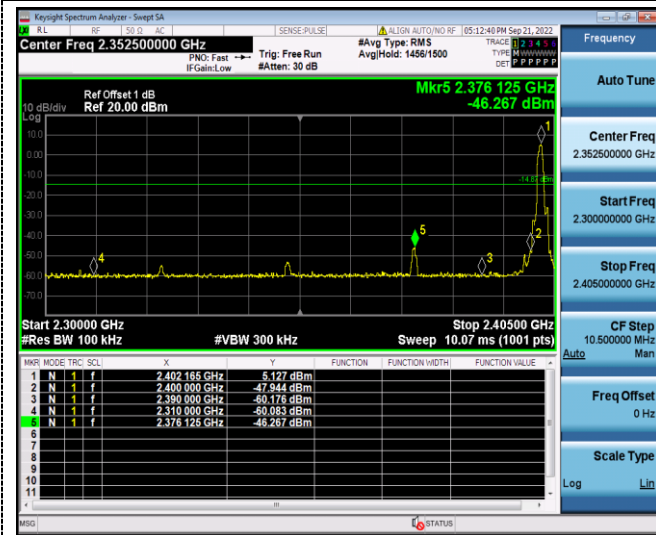 Keysight Spectrum Analyzer - Swept SA
RL RF 50 Ω AC SENSE:PULSE ALIGN AUTO/NO RF 05:12:40 PM Sep 21, 2022
Center Freq 2.352500000 GHz
PNO: Fast
IFGain:Low
Trig: Free Run
#Atten: 30 dB
#Avg Type: RMS
Avg|Hold: 1456/1500
TRACE 1 2 3 4 5 6
TYPE MWWWWW
DET P P P P P P
Ref Offset 1 dB
10 dB/div Ref 20.00 dBm
Log
Mkr5 2.376 125 GHz
-46.267 dBm
10.0
0.00
-10.0
-20.0
-30.0
-40.0
-50.0
-60.0
-70.0
1
-14.87 dBm
5
2
4
3
Start 2.30000 GHz Stop 2.40500 GHz
#Res BW 100 kHz #VBW 300 kHz Sweep 10.07 ms (1001 pts)
MKR MODE TRC SCL X Y FUNCTION FUNCTION WIDTH FUNCTION VALUE
1 N 1 f 2.402 165 GHz 5.127 dBm
2 N 1 f 2.400 000 GHz -47.944 dBm
3 N 1 f 2.390 000 GHz -60.176 dBm
4 N 1 f 2.310 000 GHz -60.083 dBm
5 N 1 f 2.376 125 GHz -46.267 dBm
6
7
8
9
10
11
MSG STATUS
Frequency
Auto Tune
Center Freq
2.352500000 GHz
Start Freq
2.300000000 GHz
Stop Freq
2.405000000 GHz
CF Step
10.500000 MHz
Auto Man
Freq Offset
0 Hz
Scale Type
Log Lin